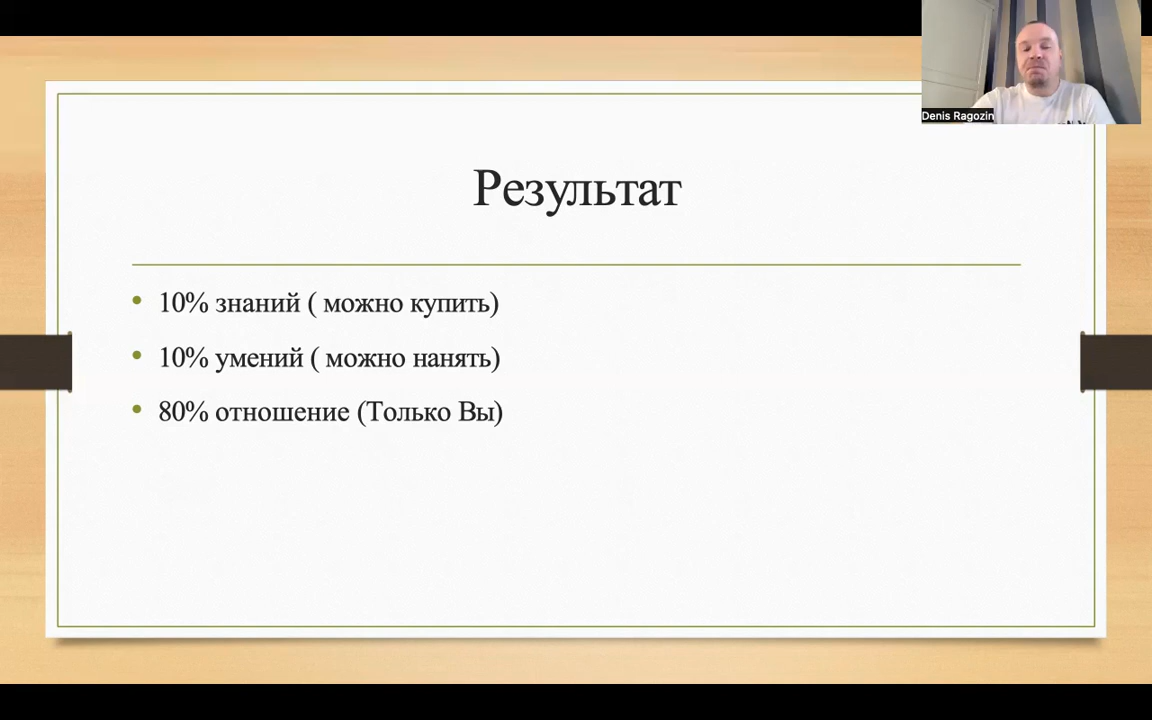 Denis Ragozin
Результат
10% знаний ( можно купить)
10% умений ( можно нанять)
80% отношение (Только Вы)